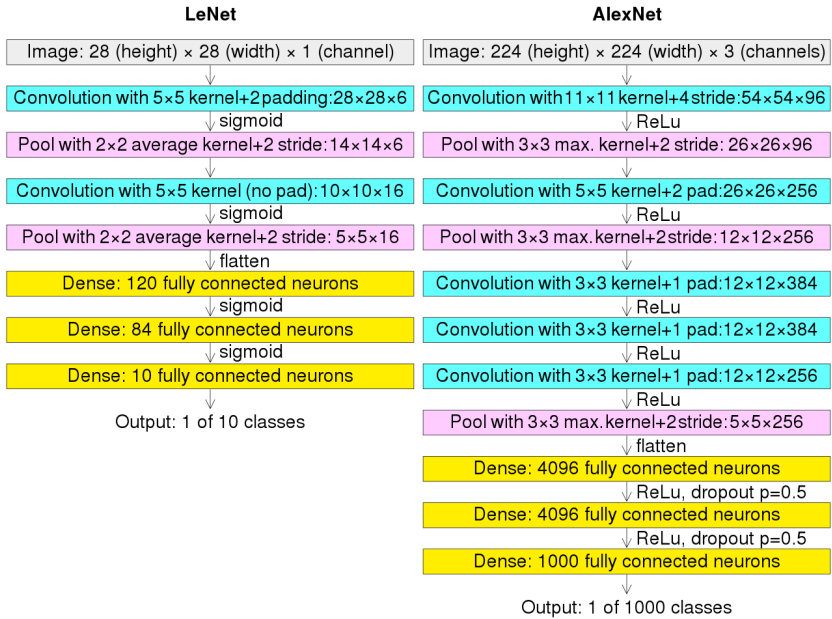 LeNet
Image: 28 (height) × 28 (width) × 1 (channel)
Convolution with 5×5 kernel+2padding:28×28×6
sigmoid
Pool with 2×2 average kernel+2 stride:14×14×6
Convolution with 5×5 kernel (no pad):10×10×16
sigmoid
Pool with 2×2 average kernel+2 stride: 5×5×16
flatten
Dense: 120 fully connected neurons
sigmoid
Dense: 84 fully connected neurons
sigmoid
Dense: 10 fully connected neurons
Output: 1 of 10 classes
AlexNet
Image: 224 (height) × 224 (width) × 3 (channels)
Convolution with 11×11 kernel+4 stride:54×54×96
ReLu
Pool with 3×3 max. kernel+2 stride: 26×26×96
Convolution with 5×5 kernel+2 pad:26×26×256
ReLu
Pool with 3×3 max.kernel+2stride:12×12×256
Convolution with 3×3 kernel+1 pad:12×12×384
ReLu
Convolution with 3×3 kernel+1 pad:12×12×384
ReLu
Convolution with 3×3 kernel+1 pad:12×12×256
ReLu
Pool with 3×3 max.kernel+2stride:5×5×256
flatten
Dense: 4096 fully connected neurons
ReLu, dropout p=0.5
Dense: 4096 fully connected neurons
ReLu, dropout p=0.5
Dense: 1000 fully connected neurons
Output: 1 of 1000 classes